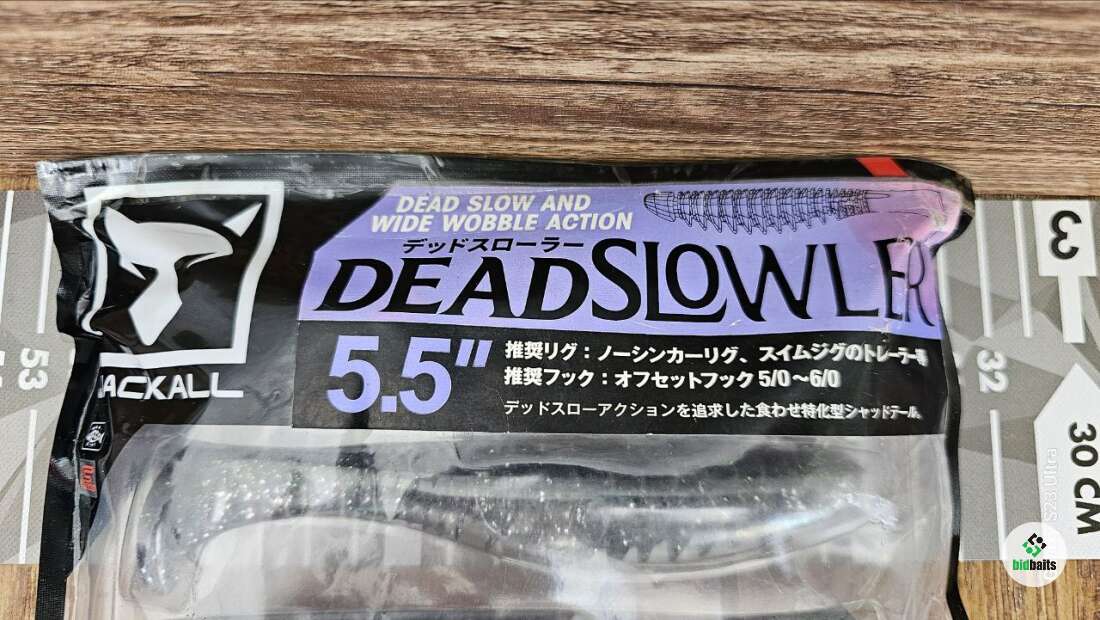 DEAD SLOW AND
WIDE WOBBLE ACTION
デッドスローラー
DEADSLOWLER
JACKALL
5.5"
推奨リグ：ノーシンカーリグ、スイムジグのトレーラー等
推奨フック：オフセットフック 5/0～6/0
デッドスローアクションを追求した食わせ特化型シャッドテール。
53
32
3
30 CM
S23 Ultra
bidbaits